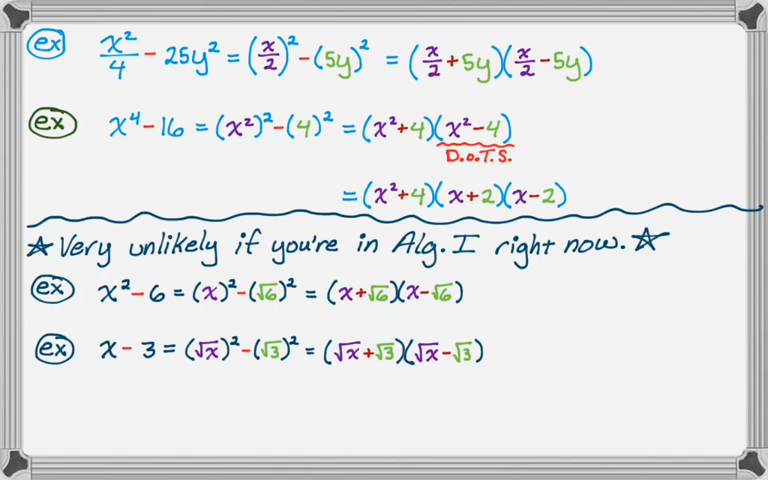 ex x²/4 - 25y² = (x/2)² - (5y)² = (x/2 + 5y)(x/2 - 5y)
ex x⁴ - 16 = (x²)² - (4)² = (x² + 4)(x² - 4)
D.o.T.S.
= (x² + 4)(x + 2)(x - 2)
☆ Very unlikely if you're in Alg. I right now. ☆
ex x² - 6 = (x)² - (√6)² = (x + √6)(x - √6)
ex x - 3 = (√x)² - (√3)² = (√x + √3)(√x - √3)